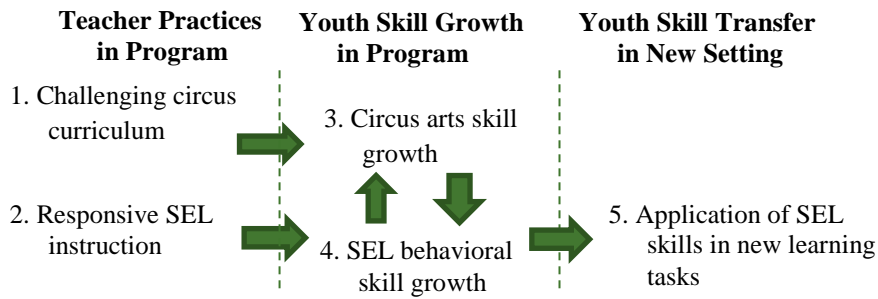 Teacher Practices
in Program
Youth Skill Growth
in Program
Youth Skill Transfer
in New Setting
1. Challenging circus
curriculum
2. Responsive SEL
instruction
3. Circus arts skill
growth
4. SEL behavioral
skill growth
5. Application of SEL
skills in new learning
tasks